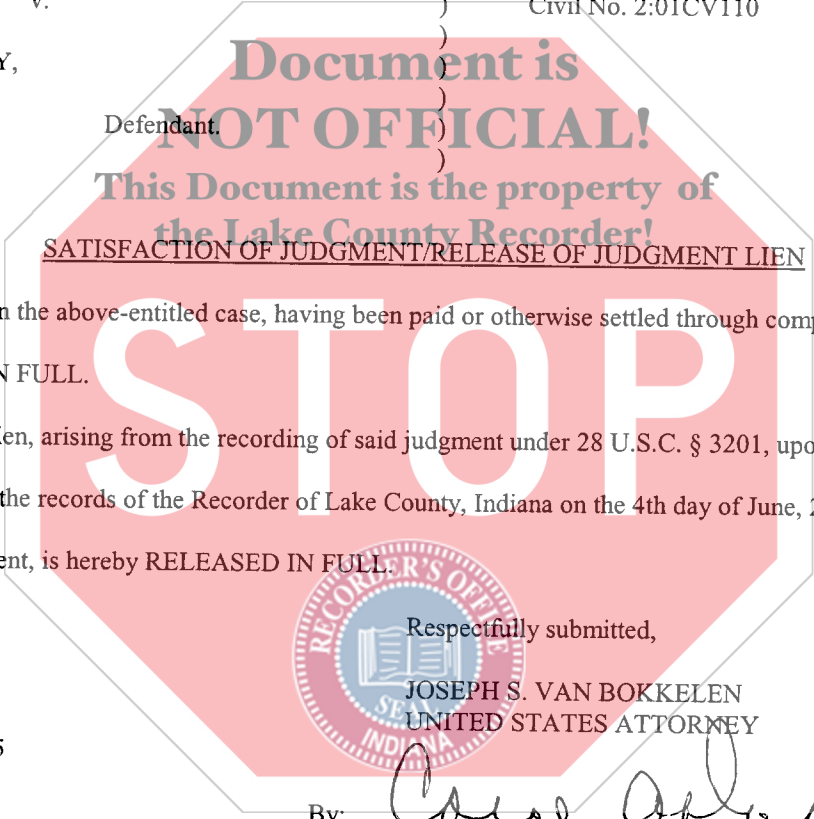 v.
Civil No. 2:01CV110
)
)
Document is
Y,
)
)
Defendant.
)
NOT OFFICIAL!
)
This Document is the property of
the Lake County Recorder!
SATISFACTION OF JUDGMENT/RELEASE OF JUDGMENT LIEN
n the above-entitled case, having been paid or otherwise settled through comp
N FULL.
STOP
en, arising from the recording of said judgment under 28 U.S.C. § 3201, upo
the records of the Recorder of Lake County, Indiana on the 4th day of June, 2
ent, is hereby RELEASED IN FULL.
RECORDER'S OFFICE
SEAL
INDIANA
Respectfully submitted,
JOSEPH S. VAN BOKKELEN
UNITED STATES ATTORNEY
5
By: